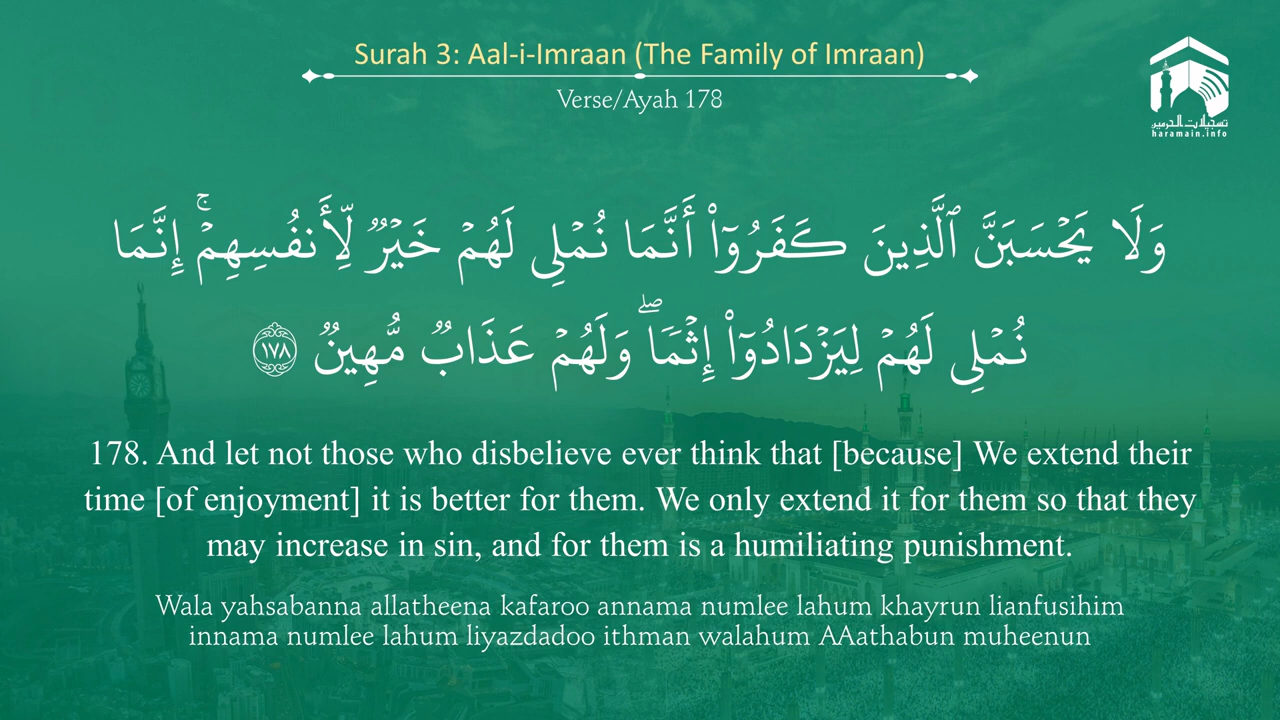 Surah 3: Aal-i-Imraan (The Family of Imraan)
Verse/Ayah 178
تسجيلات الحرمين
haramain.info
وَلَا يَحْسَبَنَّ ٱلَّذِينَ كَفَرُوٓا۟ أَنَّمَا نُمْلِى لَهُمْ خَيْرٌ لِّأَنفُسِهِمْ ۚ إِنَّمَا
نُمْلِى لَهُمْ لِيَزْدَادُوٓا۟ إِثْمًا ۖ وَلَهُمْ عَذَابٌ مُّهِينٌ ١٧٨
178. And let not those who disbelieve ever think that [because] We extend their
time [of enjoyment] it is better for them. We only extend it for them so that they
may increase in sin, and for them is a humiliating punishment.
Wala yahsabanna allatheena kafaroo annama numlee lahum khayrun lianfusihim
innama numlee lahum liyazdadoo ithman walahum AAathabun muheenun